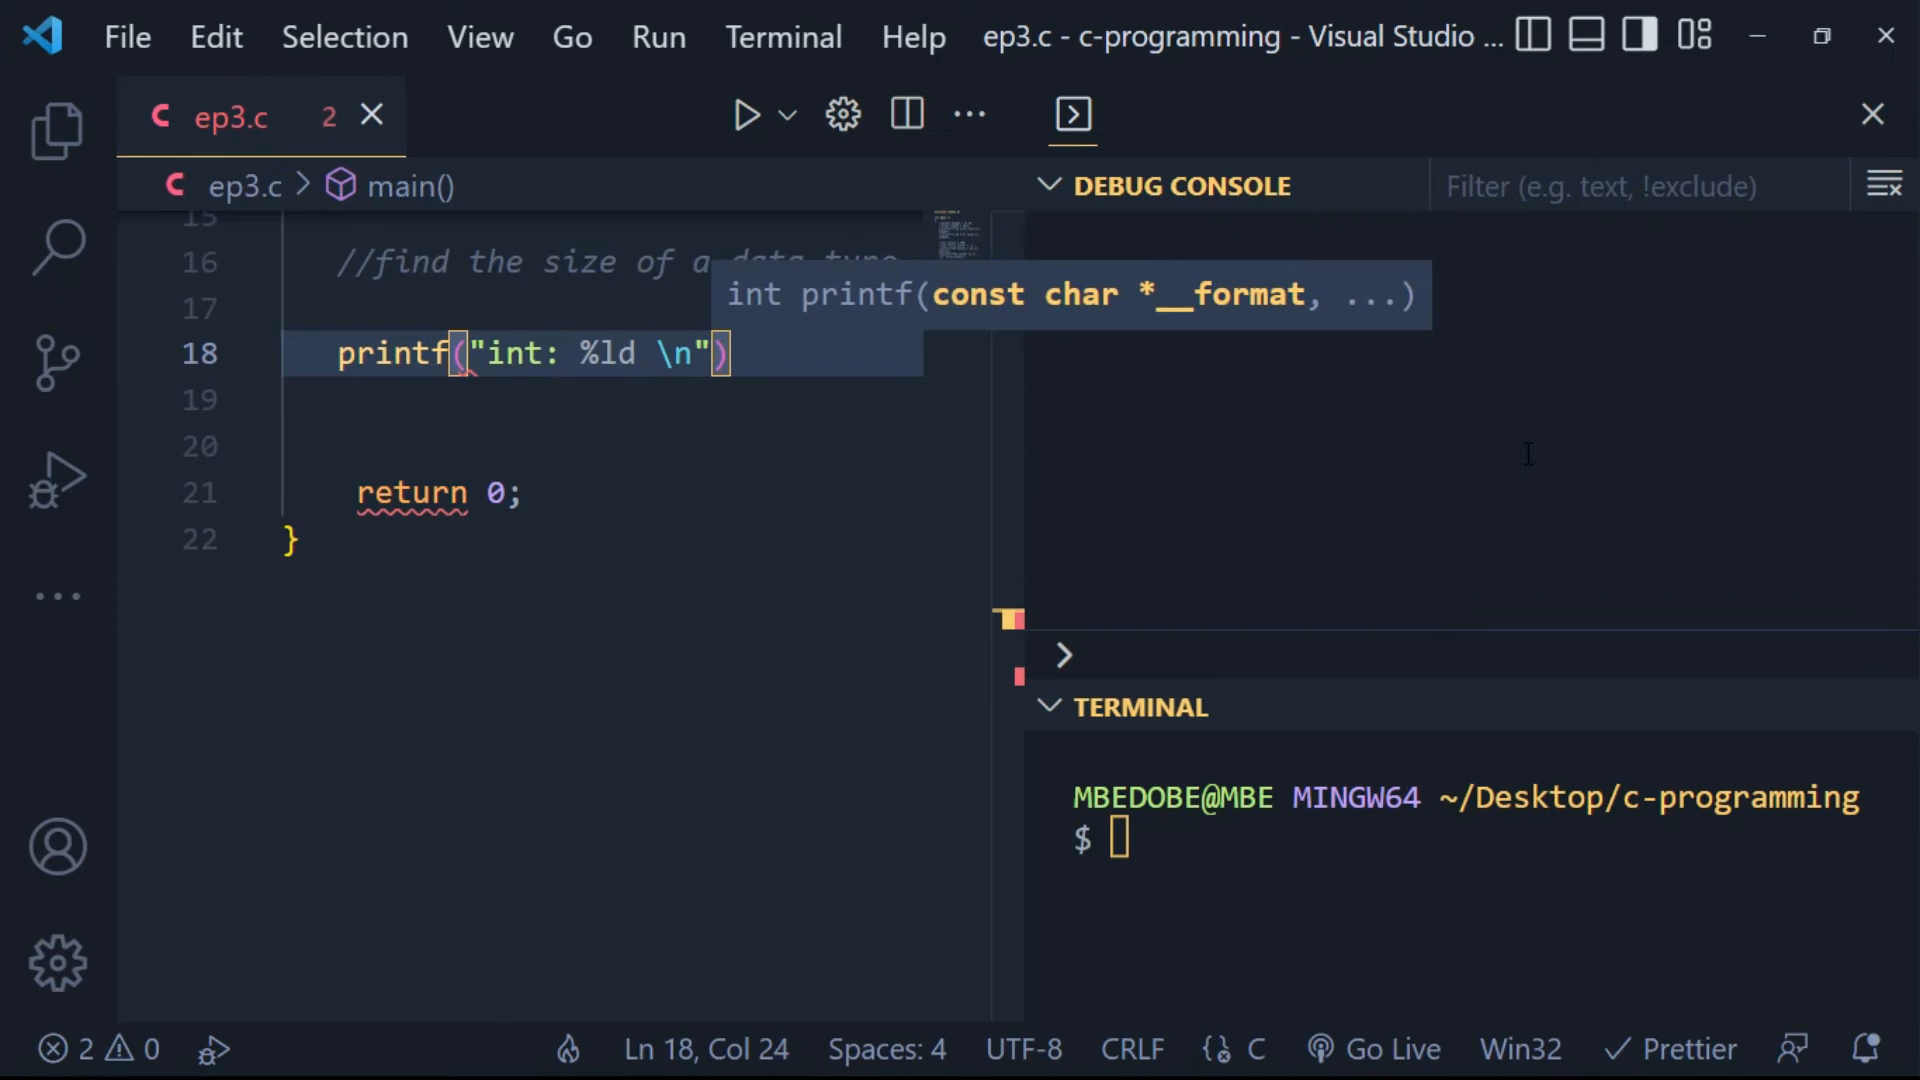 File Edit Selection View Go Run Terminal Help ep3.c - c-programming - Visual Studio ...
ep3.c 2
ep3.c > main()
DEBUG CONSOLE
Filter (e.g. text, !exclude)
15
16 //find the size of a data type
int printf(const char *__format, ...)
17
18 printf("int: %ld \n")
19
20
21 return 0;
22 }
TERMINAL
MBEDOBE@MBE MINGW64 ~/Desktop/c-programming
$
2 0 Ln 18, Col 24 Spaces: 4 UTF-8 CRLF C Go Live Win32 Prettier